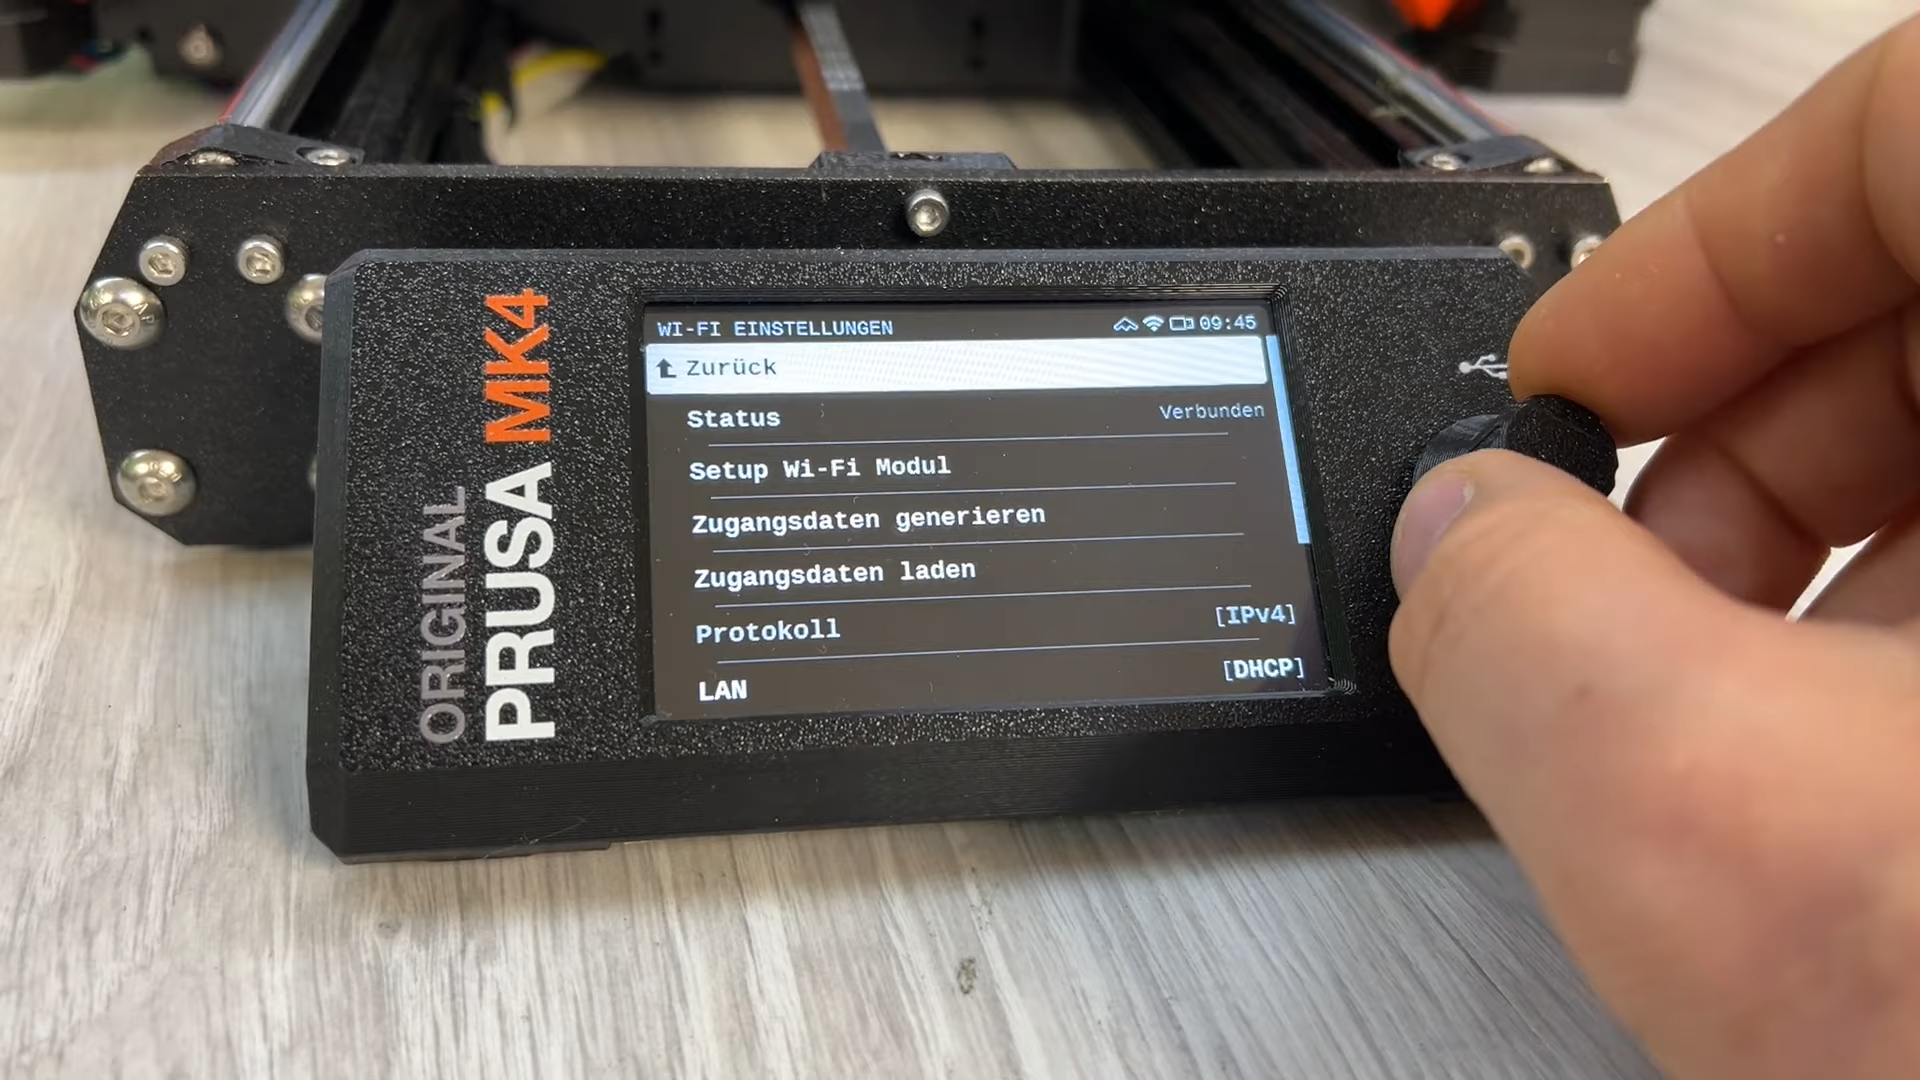 ORIGINAL
PRUSA MK4
WI-FI EINSTELLUNGEN 09:45
Zurück
Status Verbunden
Setup Wi-Fi Modul
Zugangsdaten generieren
Zugangsdaten laden
Protokoll [IPv4]
LAN [DHCP]